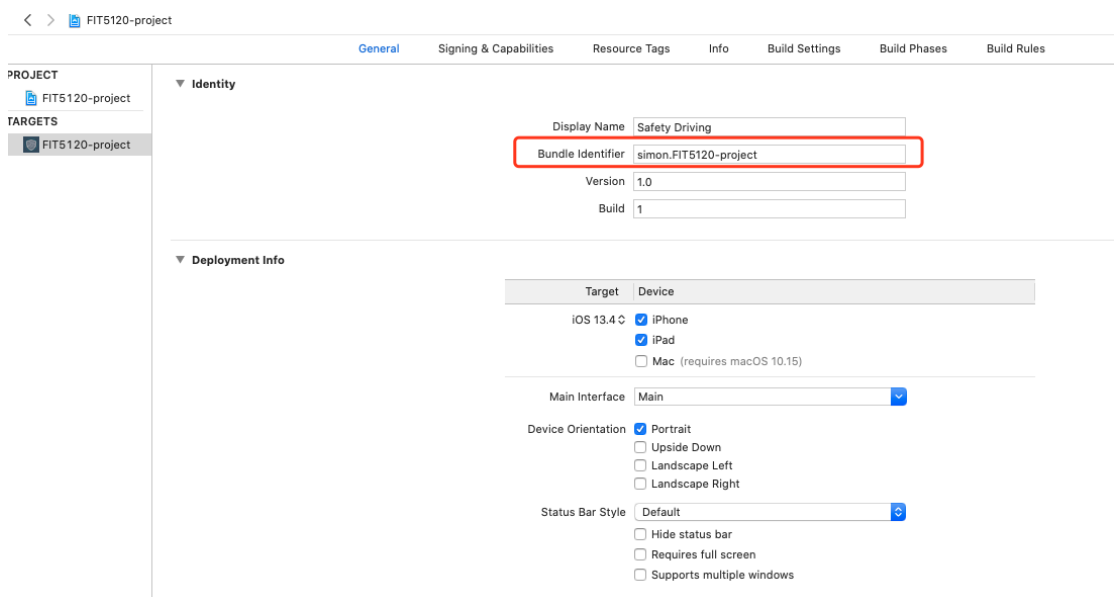 FIT5120-project
General Signing & Capabilities Resource Tags Info Build Settings Build Phases Build Rules
PROJECT
FIT5120-project
TARGETS
FIT5120-project
Identity
Display Name Safety Driving
Bundle Identifier simon.FIT5120-project
Version 1.0
Build 1
Deployment Info
Target Device
iOS 13.4 iPhone
iPad
Mac (requires macOS 10.15)
Main Interface Main
Device Orientation Portrait
Upside Down
Landscape Left
Landscape Right
Status Bar Style Default
Hide status bar
Requires full screen
Supports multiple windows